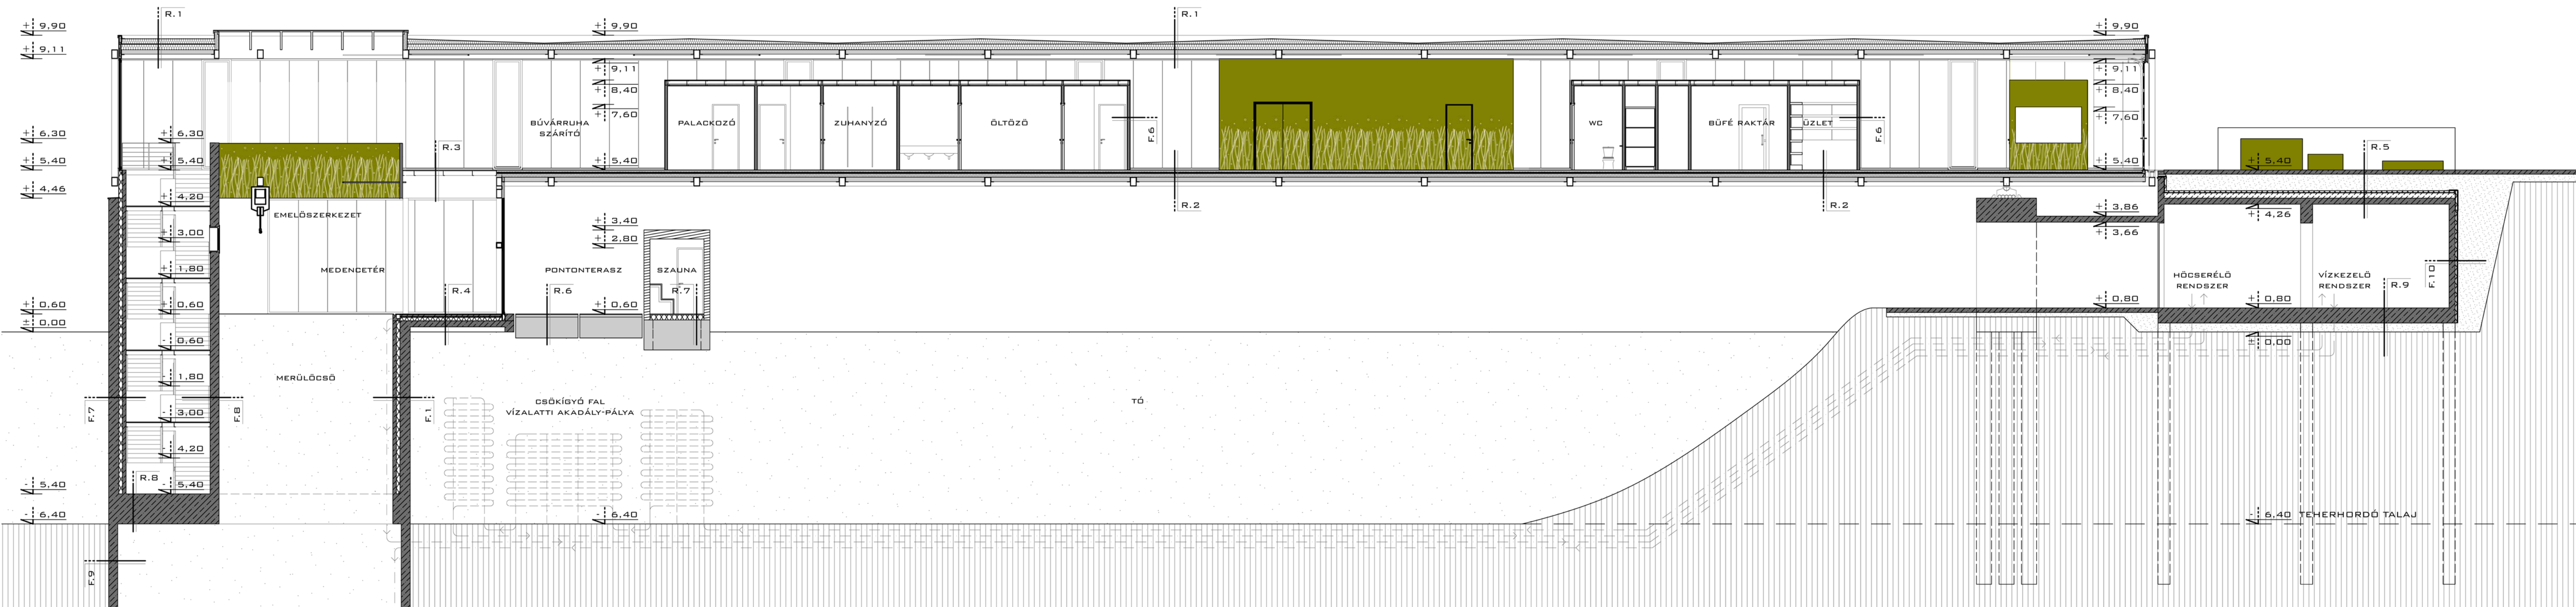 R.1
R.1
+ 9,90
+ 9,90
+ 9,90
+ 9,11
+ 9,11
+ 9,11
+ 8,40
+ 8,40
+ 7,60
+ 7,60
BÚVÁRRUHA
SZÁRÍTÓ
PALACKOZÓ
ZUHANYZÓ
ÖLTÖZŐ
F.6
WC
BÜFÉ RAKTÁR
ÜZLET
F.6
+ 6,30
+ 6,30
R.3
R.5
+ 5,40
+ 5,40
+ 5,40
+ 5,40
+ 5,40
+ 4,46
+ 4,20
R.2
R.2
+ 3,86
+ 4,26
EMELŐSZERKEZET
+ 3,40
+ 3,00
+ 2,80
+ 3,66
+ 1,80
MEDENCETÉR
PONTONTERASZ
SZAUNA
HŐCSERÉLŐ
RENDSZER
VÍZKEZELŐ
RENDSZER
F.10
R.4
R.6
R.7
R.9
+ 0,60
+ 0,60
+ 0,60
+ 0,80
+ 0,80
± 0,00
± 0,00
- 0,60
MERÜLŐCSŐ
- 1,80
CSŐKÍGYÓ FAL
VÍZALATTI AKADÁLY-PÁLYA
TÓ
F.7
F.8
F.1
- 3,00
- 4,20
R.8
- 5,40
- 5,40
- 6,40
- 6,40
- 6,40
TEHERHORDÓ TALAJ
F.9